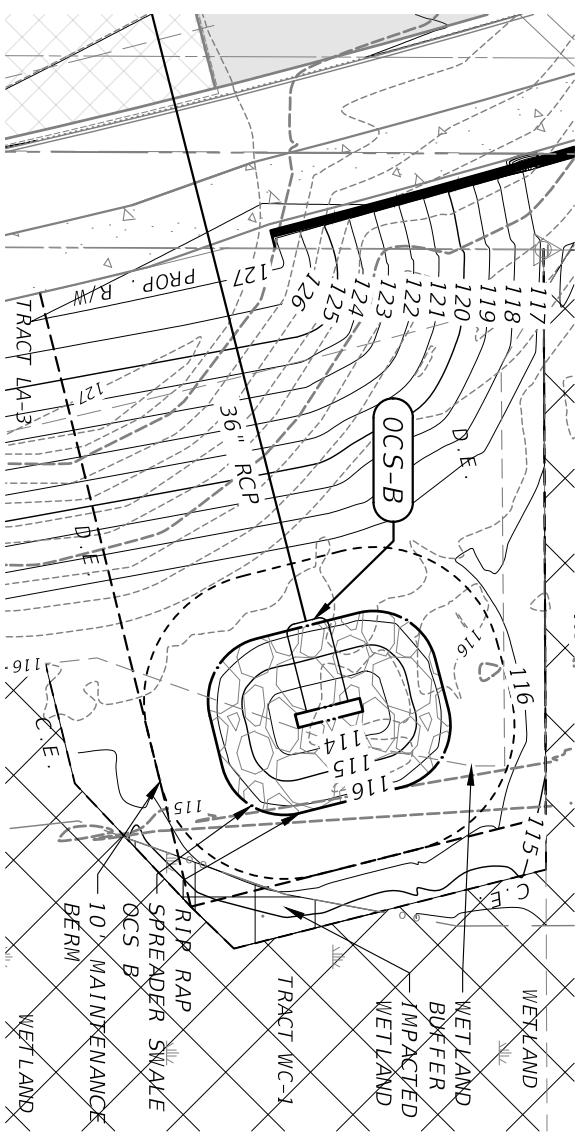 PROP. R/W
127
126
125
124
123
122
121
120
119
118
117
TRACT LA-3
127
36" RCP
OCS-B
D.E.
D.E.
116
116
116
C.E.
114
115
116
115
115
C.E.
RIP RAP
SPREADER SWALE
OCS B
10' MAINTENANCE
BERM
WETLAND
TRACT WC-1
IMPACTED
WETLAND
WETLAND
BUFFER
WETLAND